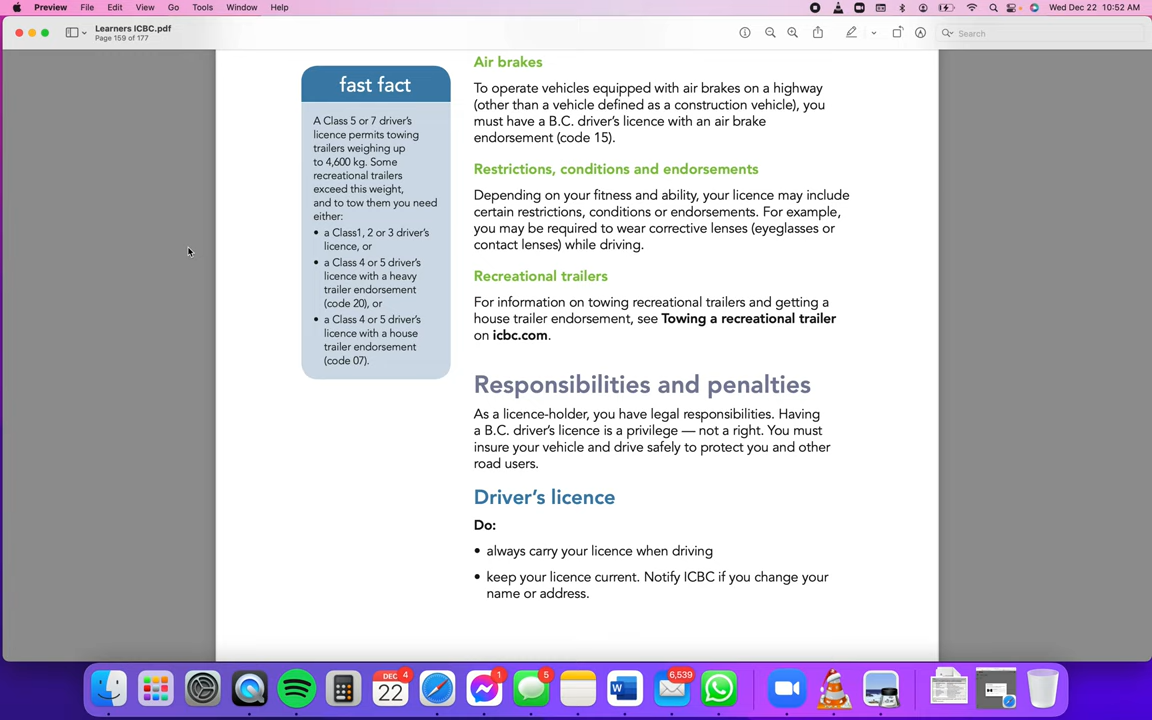 Preview File Edit View Go Tools Window Help Wed Dec 22 10:52 AM
Learners ICBC.pdf
Page 159 of 177
Search
fast fact
A Class 5 or 7 driver's
licence permits towing
trailers weighing up
to 4,600 kg. Some
recreational trailers
exceed this weight,
and to tow them you need
either:
• a Class1, 2 or 3 driver's
licence, or
• a Class 4 or 5 driver's
licence with a heavy
trailer endorsement
(code 20), or
• a Class 4 or 5 driver's
licence with a house
trailer endorsement
(code 07).
Air brakes
To operate vehicles equipped with air brakes on a highway
(other than a vehicle defined as a construction vehicle), you
must have a B.C. driver's licence with an air brake
endorsement (code 15).
Restrictions, conditions and endorsements
Depending on your fitness and ability, your licence may include
certain restrictions, conditions or endorsements. For example,
you may be required to wear corrective lenses (eyeglasses or
contact lenses) while driving.
Recreational trailers
For information on towing recreational trailers and getting a
house trailer endorsement, see Towing a recreational trailer
on icbc.com.
Responsibilities and penalties
As a licence-holder, you have legal responsibilities. Having
a B.C. driver's licence is a privilege — not a right. You must
insure your vehicle and drive safely to protect you and other
road users.
Driver's licence
Do:
• always carry your licence when driving
• keep your licence current. Notify ICBC if you change your
name or address.
DEC 4 1 5 6,539
22 W